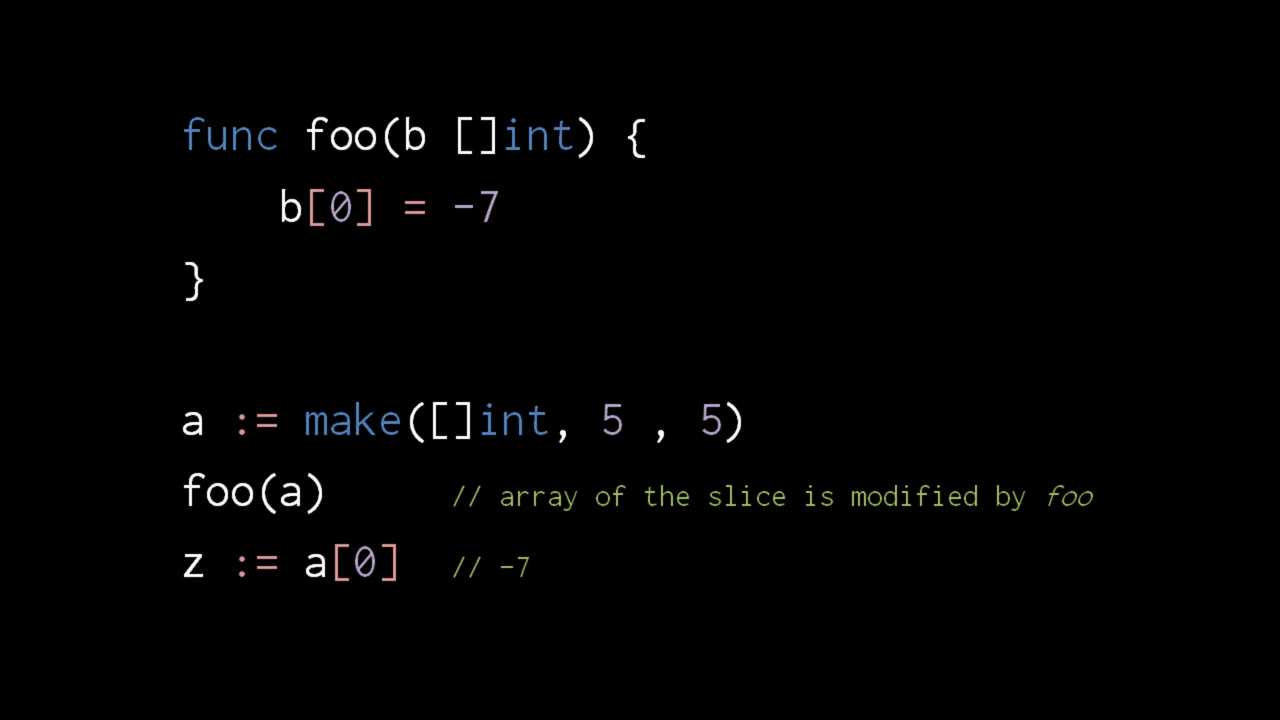 func foo(b []int) {
    b[0] = -7
}
a := make([]int, 5 , 5)
foo(a) // array of the slice is modified by foo
z := a[0] // -7